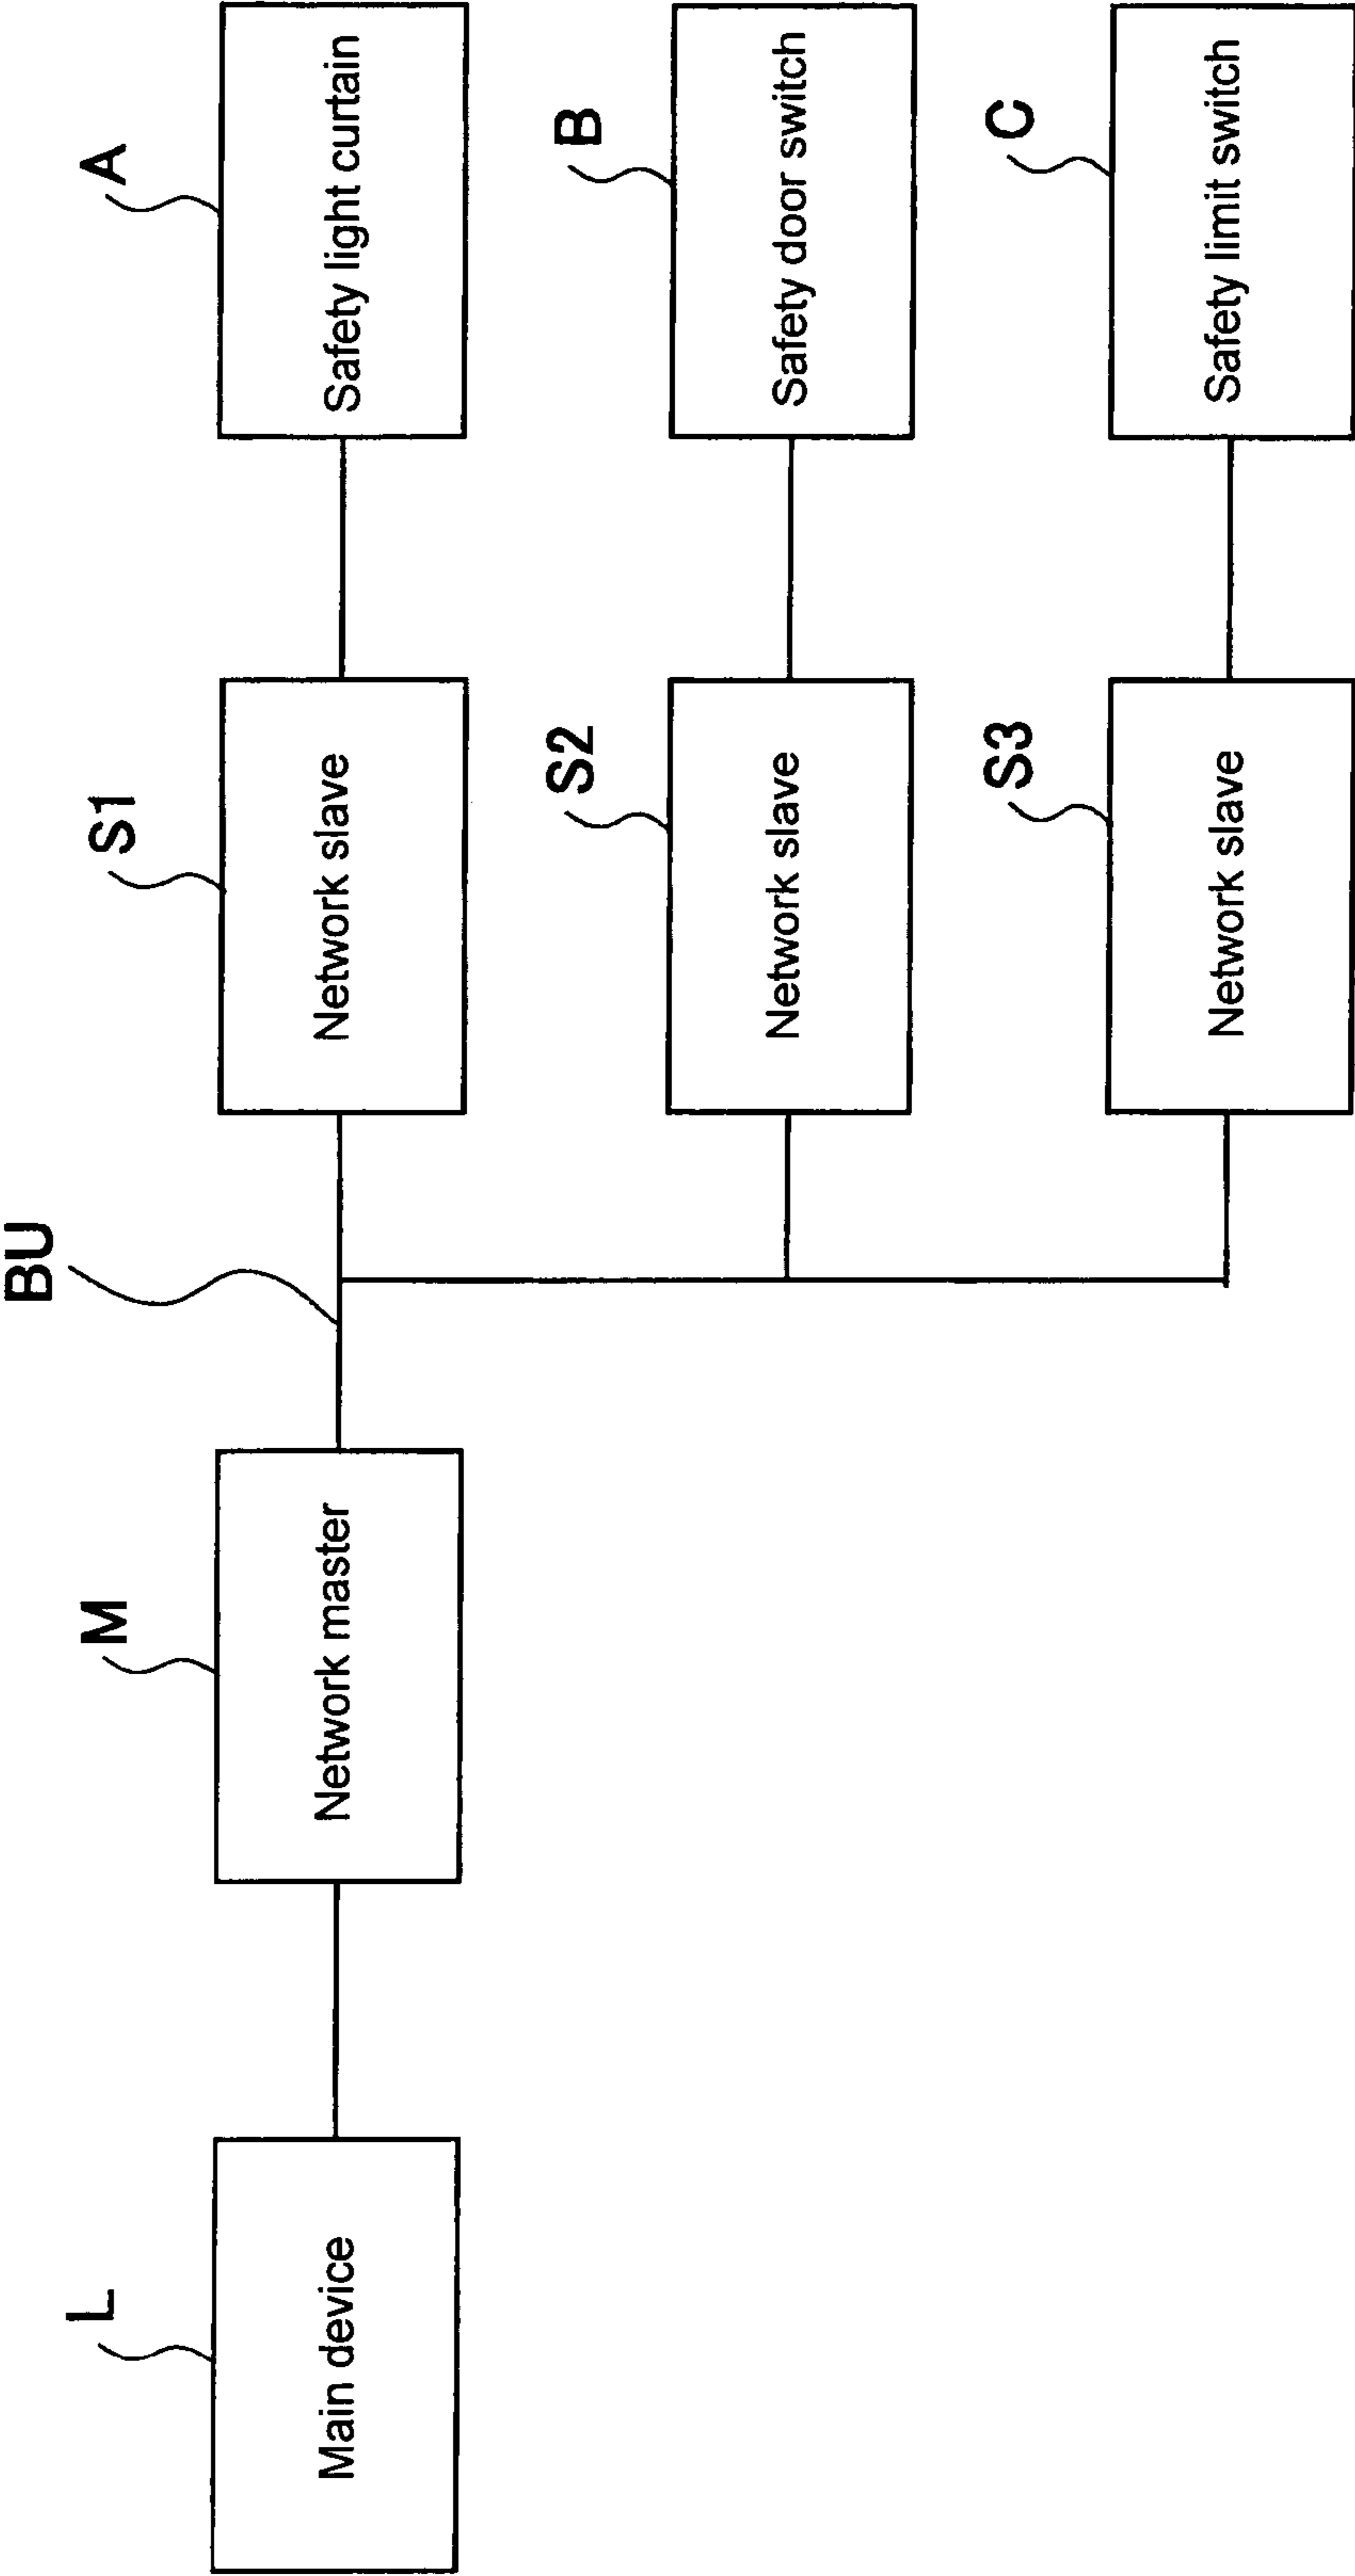 L
Main device
M
Network master
BU
S1
Network slave
A
Safety light curtain
S2
Network slave
B
Safety door switch
S3
Network slave
C
Safety limit switch